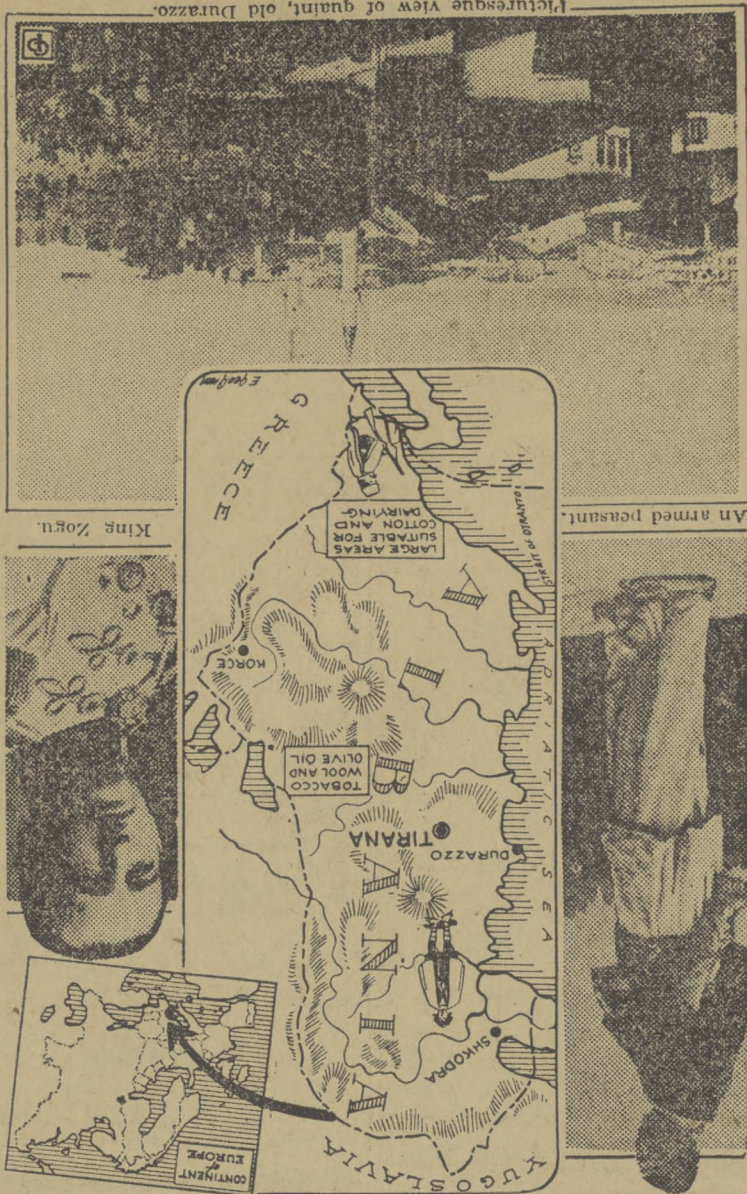 YUGOSLAVIA
CONTINENT
of
EUROPE
SHKODRA
ALBANIA
ADRIATIC SEA
DURAZZO
TIRANA
TOBACCO
WOOL AND
OLIVE OIL
KORCE
STRAIT OF OTRANTO
LARGE AREAS
SUITABLE FOR
COTTON AND
DAIRYING-
GREECE
An armed peasant.
King Zogu.
Picturesque view of quaint, old Durazzo.